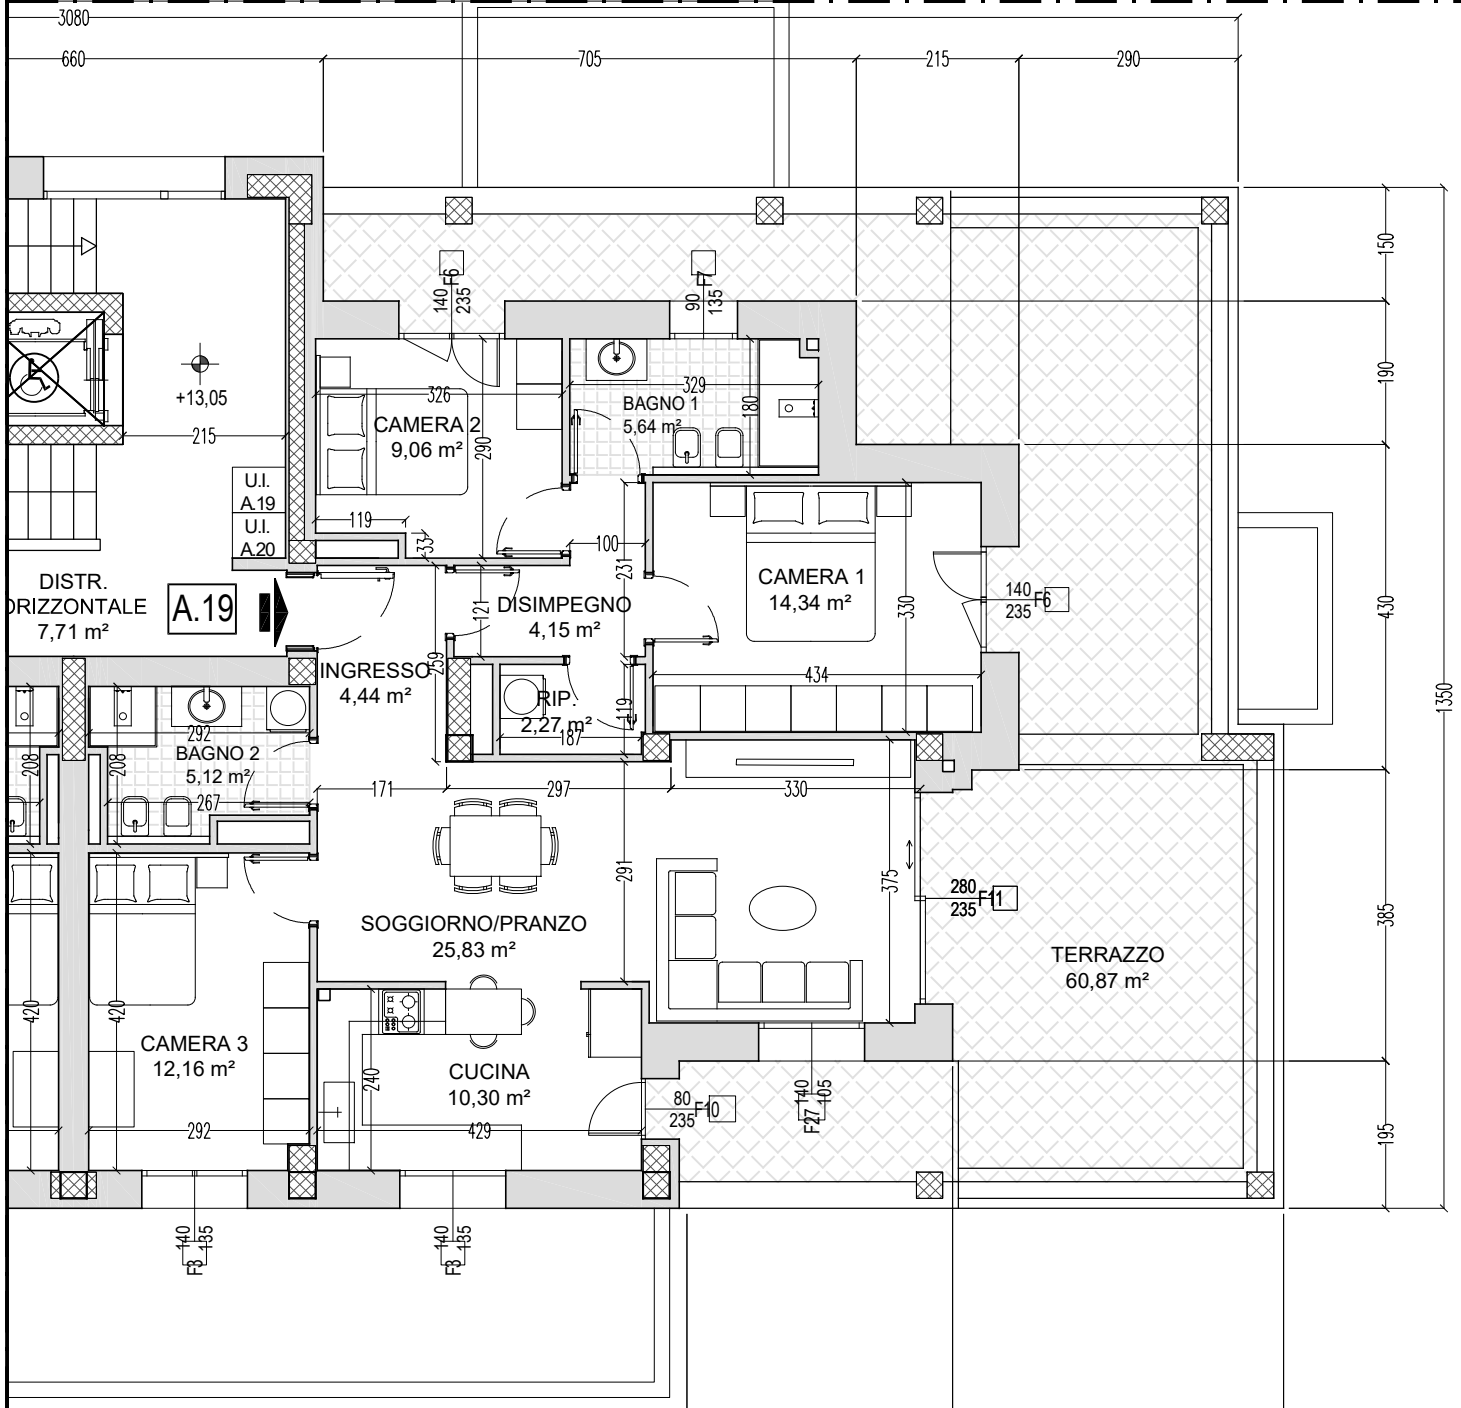 3080
660
705
215
290
150
190
430
385
195
1350
140
235
F6
90
135
F7
+13,05
215
326
CAMERA 2
9,06 m²
290
119
33
329
BAGNO 1
5,64 m²
180
U.I.
A.19
U.I.
A.20
100
231
CAMERA 1
14,34 m²
330
434
140
235
F6
DISTR.
ORIZZONTALE
7,71 m²
A.19
121
DISIMPEGNO
4,15 m²
259
INGRESSO
4,44 m²
RIP.
2,27 m²
119
187
292
BAGNO 2
5,12 m²
208
208
267
171
297
330
291
375
280
235
F11
SOGGIORNO/PRANZO
25,83 m²
TERRAZZO
60,87 m²
420
420
CAMERA 3
12,16 m²
292
240
CUCINA
10,30 m²
429
80
235
F10
140
105
F27
140
135
F3
140
135
F3